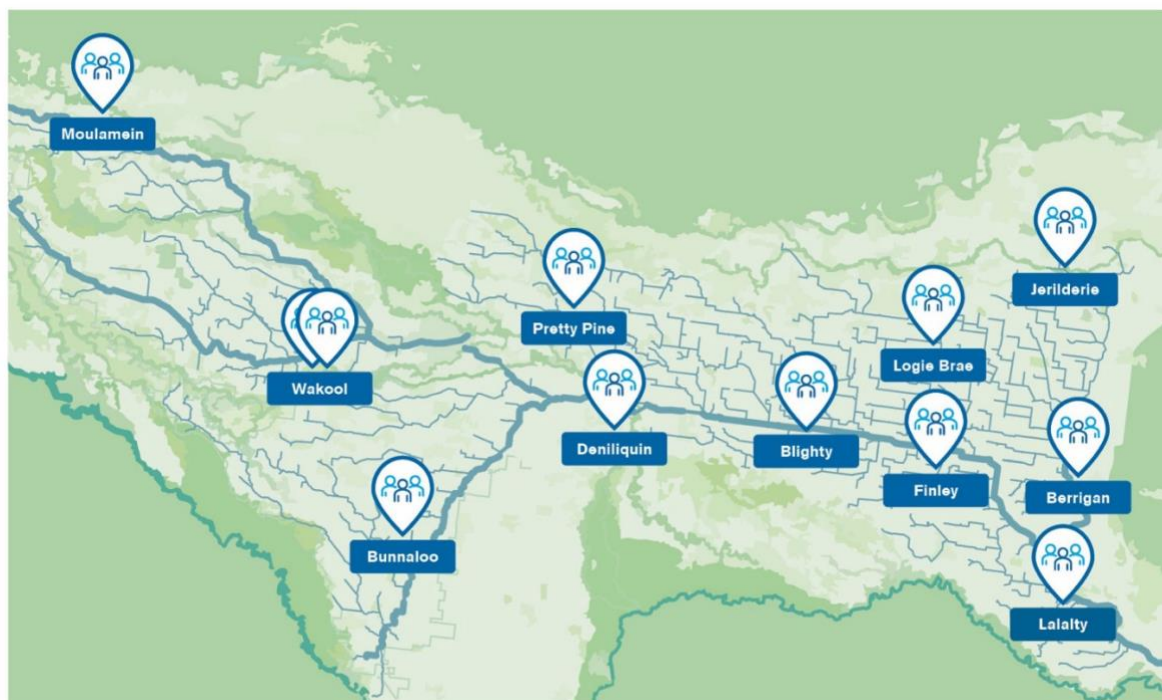 Moulamein
Jerilderie
Pretty Pine
Logie Brae
Wakool
Deniliquin
Blighty
Finley
Berrigan
Bunnaloo
Lalalty